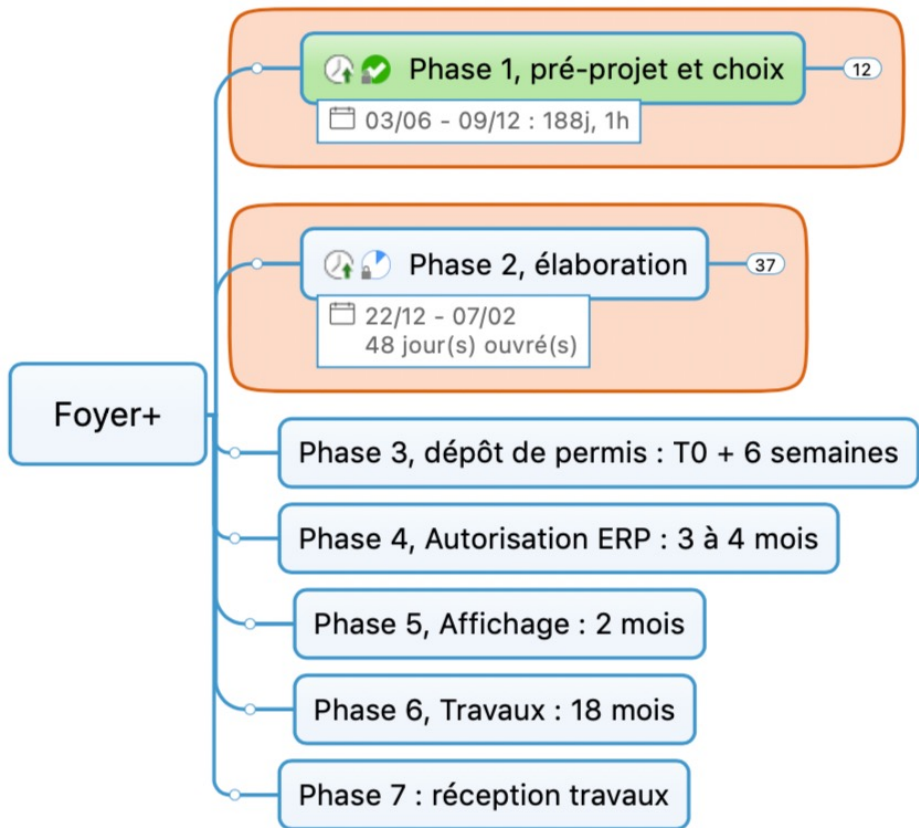 Phase 1, pré-projet et choix
12
03/06 - 09/12 : 188j, 1h
Phase 2, élaboration
37
22/12 - 07/02
48 jour(s) ouvré(s)
Foyer+
Phase 3, dépôt de permis : T0 + 6 semaines
Phase 4, Autorisation ERP : 3 à 4 mois
Phase 5, Affichage : 2 mois
Phase 6, Travaux : 18 mois
Phase 7 : réception travaux